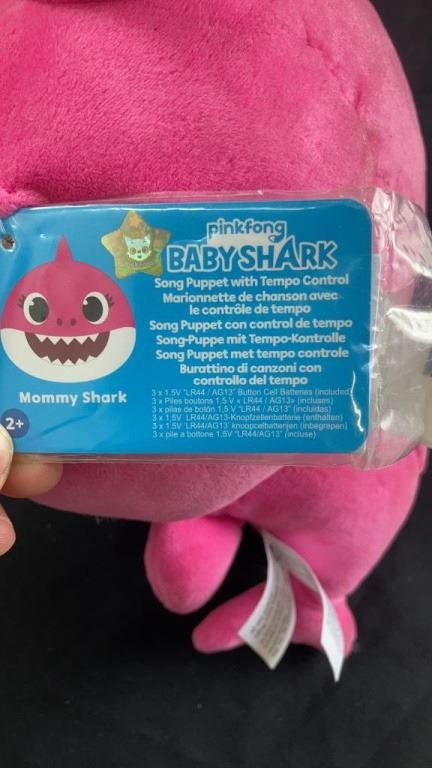 pinkfong
BABY SHARK
Song Puppet with Tempo Control
Marionnette de chanson avec
le contrôle de tempo
Song Puppet con control de tempo
Song-Puppe mit Tempo-Kontrolle
Song Puppet met tempo controle
Burattino di canzoni con
controllo del tempo
3 x 1.5V "LR44 / AG13" Button Cell Batteries (included)
3 x Piles boutons 1,5 V « LR44 / AG13» (incluses)
3 x pilas de botón 1,5 V "LR44 / AG13" (incluidas)
3 x 1,5V LR44/AG13-Knopfzellenbatterie (enthalten)
3 x 1.5V 'LR44/AG13' knoopcelbatterijen (inbegrepen)
3 x pile a bottone 1,5V "LR44/AG13" (incluse)
Mommy Shark
2+